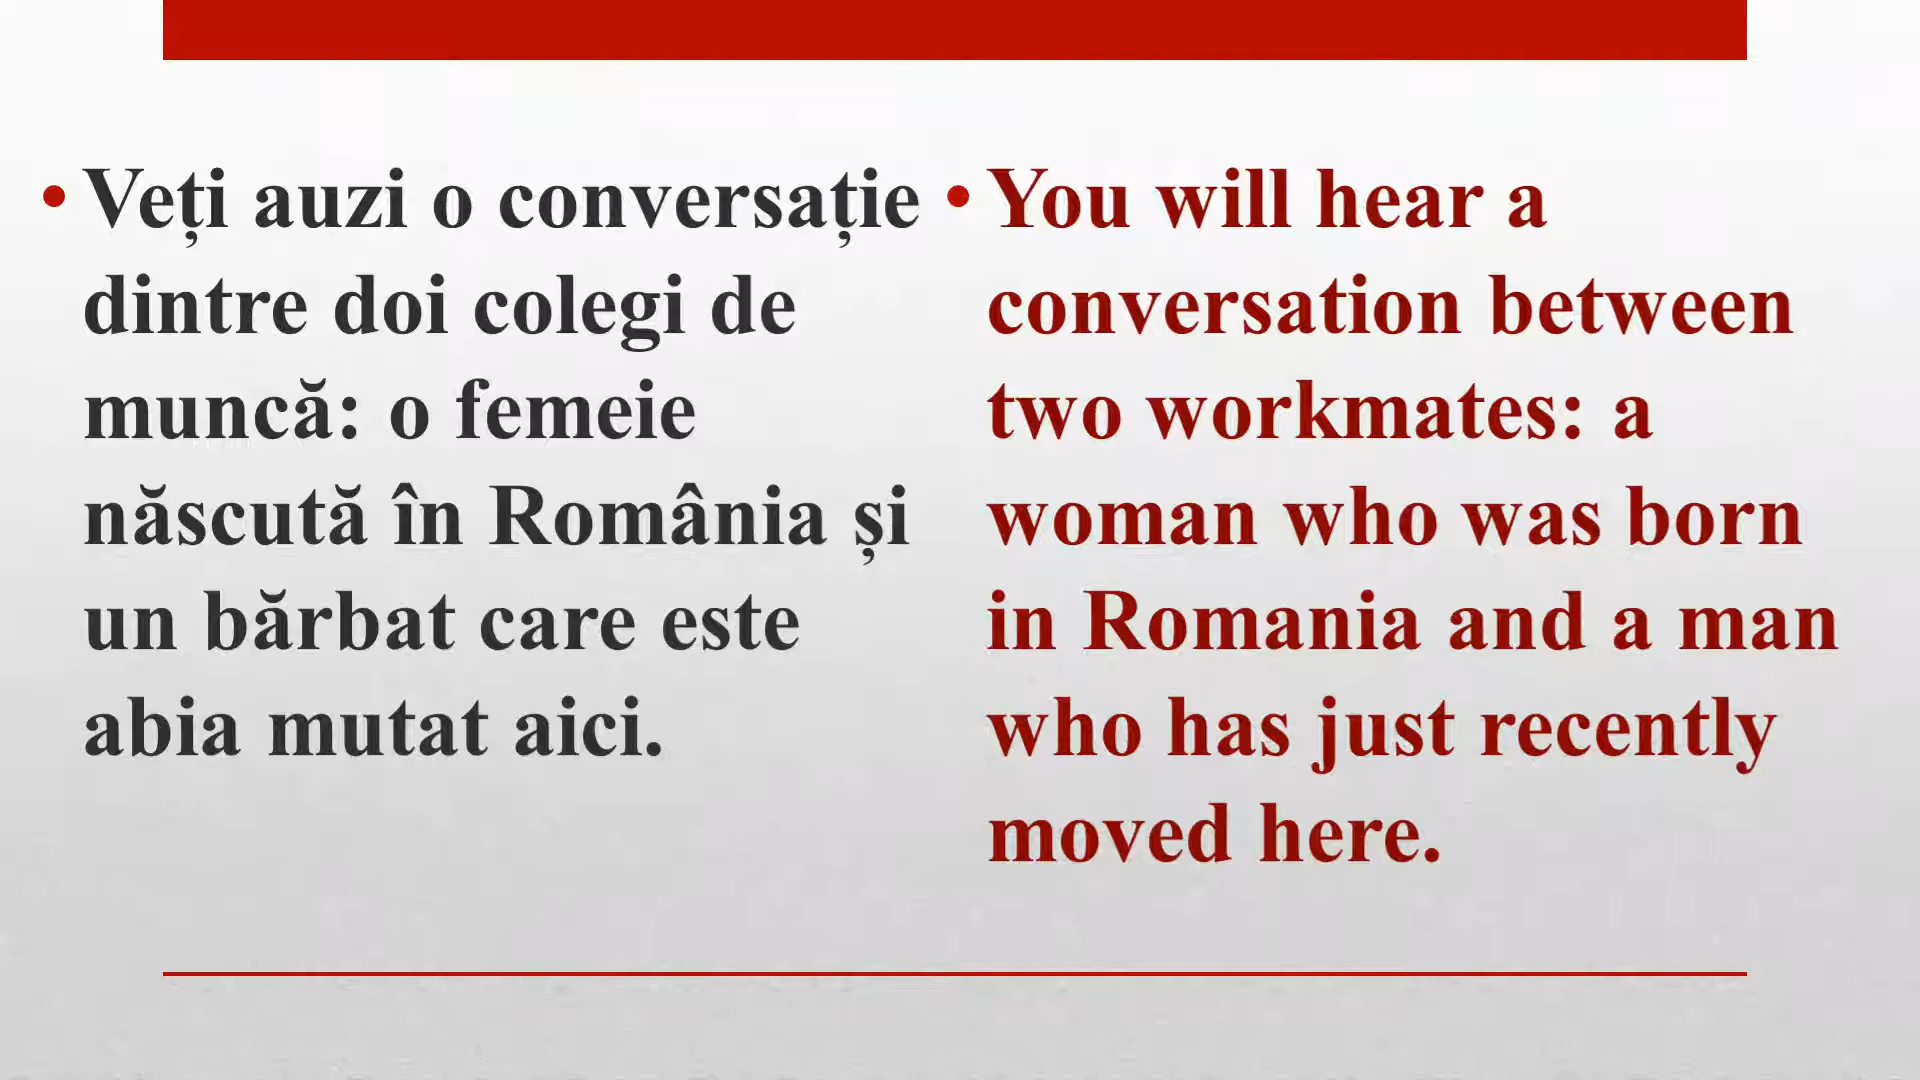 • Veți auzi o conversație
dintre doi colegi de
muncă: o femeie
născută în România și
un bărbat care este
abia mutat aici.
• You will hear a
conversation between
two workmates: a
woman who was born
in Romania and a man
who has just recently
moved here.